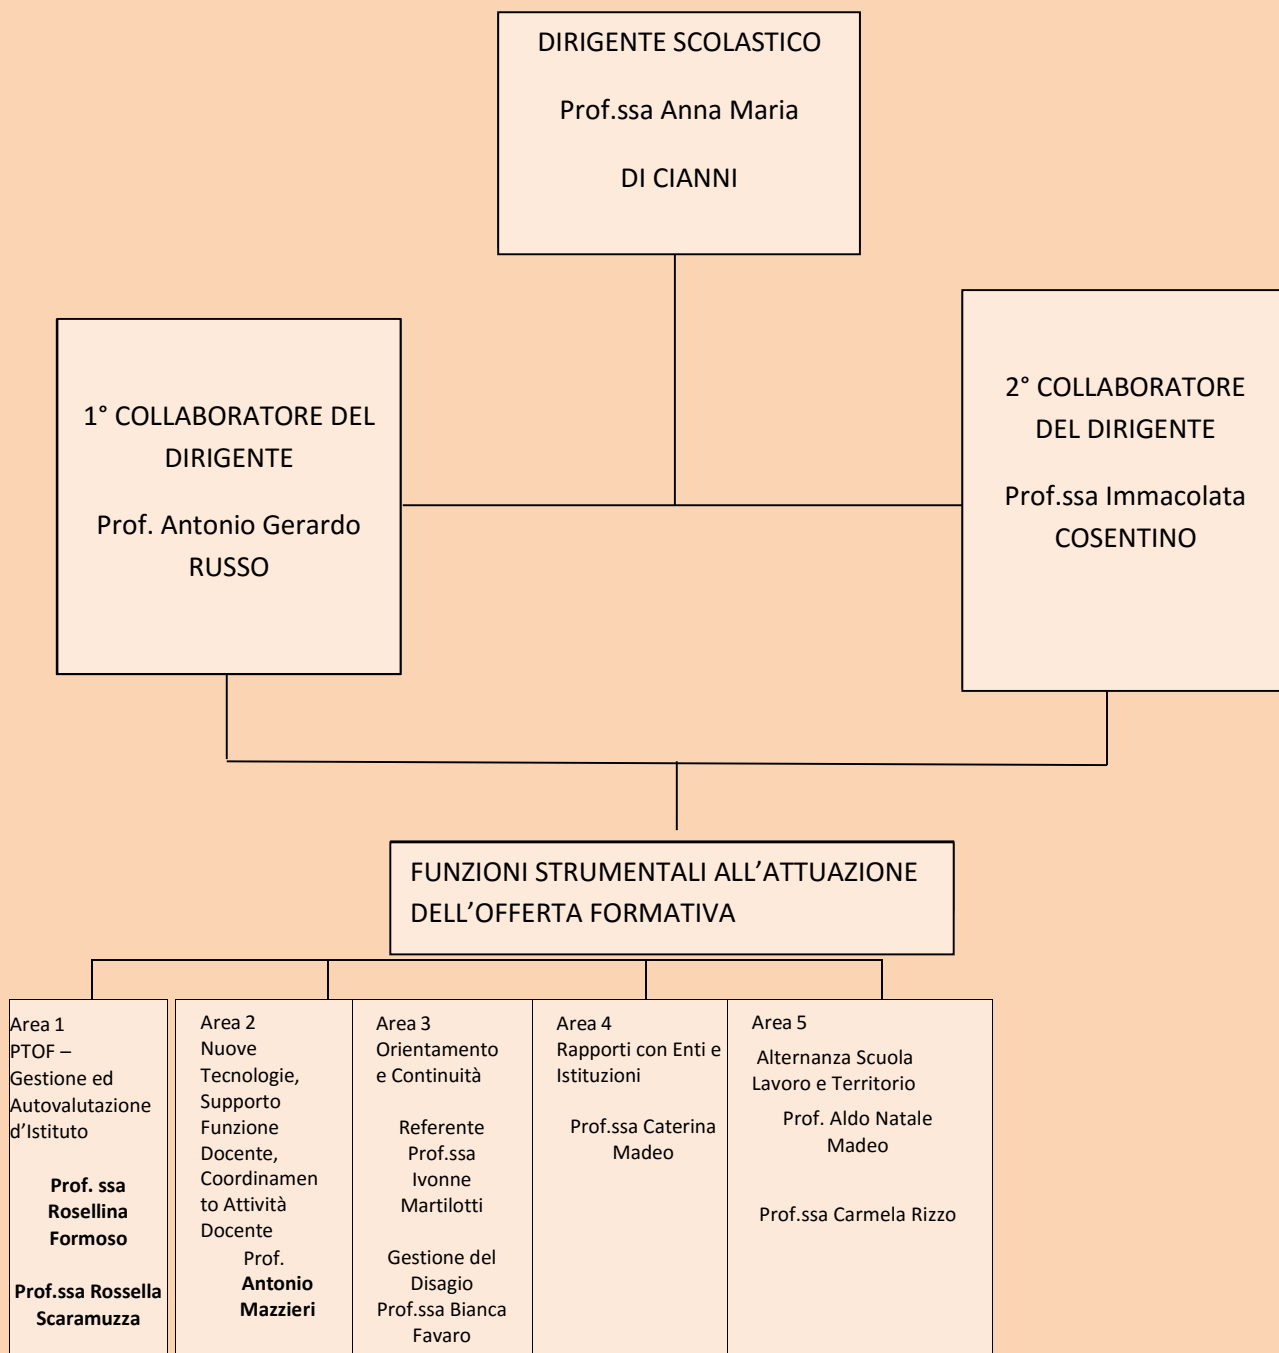 DIRIGENTE SCOLASTICO
Prof.ssa Anna Maria
DI CIANNI
1° COLLABORATORE DEL
DIRIGENTE
Prof. Antonio Gerardo
RUSSO
2° COLLABORATORE
DEL DIRIGENTE
Prof.ssa Immacolata
COSENTINO
FUNZIONI STRUMENTALI ALL’ATTUAZIONE
DELL’OFFERTA FORMATIVA
Area 1
PTOF –
Gestione ed
Autovalutazione
d’Istituto
Prof. ssa
Rosellina
Formoso
Prof.ssa Rossella
Scaramuzza
Area 2
Nuove
Tecnologie,
Supporto
Funzione
Docente,
Coordinamen
to Attività
Docente
Prof.
Antonio
Mazzieri
Area 3
Orientamento
e Continuità
Referente
Prof.ssa
Ivonne
Martilotti
Gestione del
Disagio
Prof.ssa Bianca
Favaro
Area 4
Rapporti con Enti e
Istituzioni
Prof.ssa Caterina
Madeo
Area 5
Alternanza Scuola
Lavoro e Territorio
Prof. Aldo Natale
Madeo
Prof.ssa Carmela Rizzo